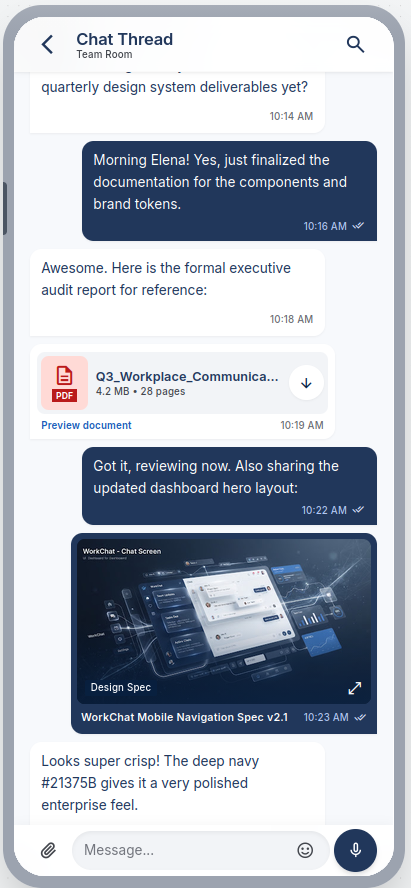 Chat Thread
Team Room
quarterly design system deliverables yet?
10:14 AM
Morning Elena! Yes, just finalized the
documentation for the components and
brand tokens.
10:16 AM
Awesome. Here is the formal executive
audit report for reference:
10:18 AM
PDF
Q3_Workplace_Communica...
4.2 MB • 28 pages
Preview document
10:19 AM
Got it, reviewing now. Also sharing the
updated dashboard hero layout:
10:22 AM
WorkChat - Chat Screen
Design Spec
WorkChat Mobile Navigation Spec v2.1
10:23 AM
Looks super crisp! The deep navy
#21375B gives it a very polished
enterprise feel.
Message...